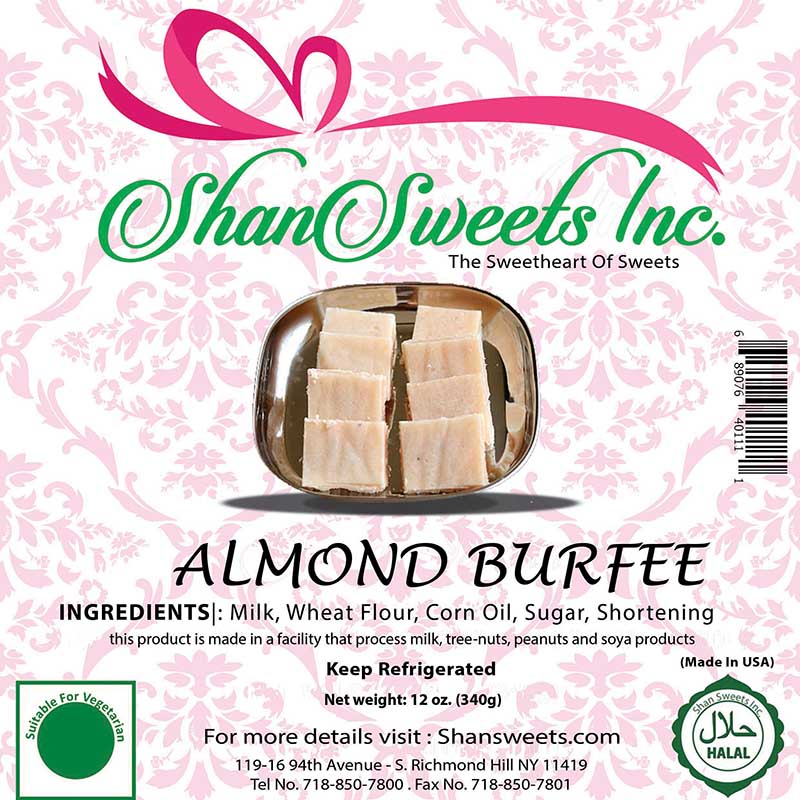 ShanSweets Inc.
The Sweetheart Of Sweets
6 89076 40111 1
ALMOND BURFEE
INGREDIENTS|: Milk, Wheat Flour, Corn Oil, Sugar, Shortening
this product is made in a facility that process milk, tree-nuts, peanuts and soya products
Keep Refrigerated
(Made In USA)
Net weight: 12 oz. (340g)
Suitable For Vegetarian
Shan Sweets Inc.
حلال
HALAL
For more details visit : Shansweets.com
119-16 94th Avenue - S. Richmond Hill NY 11419
Tel No. 718-850-7800 . Fax No. 718-850-7801